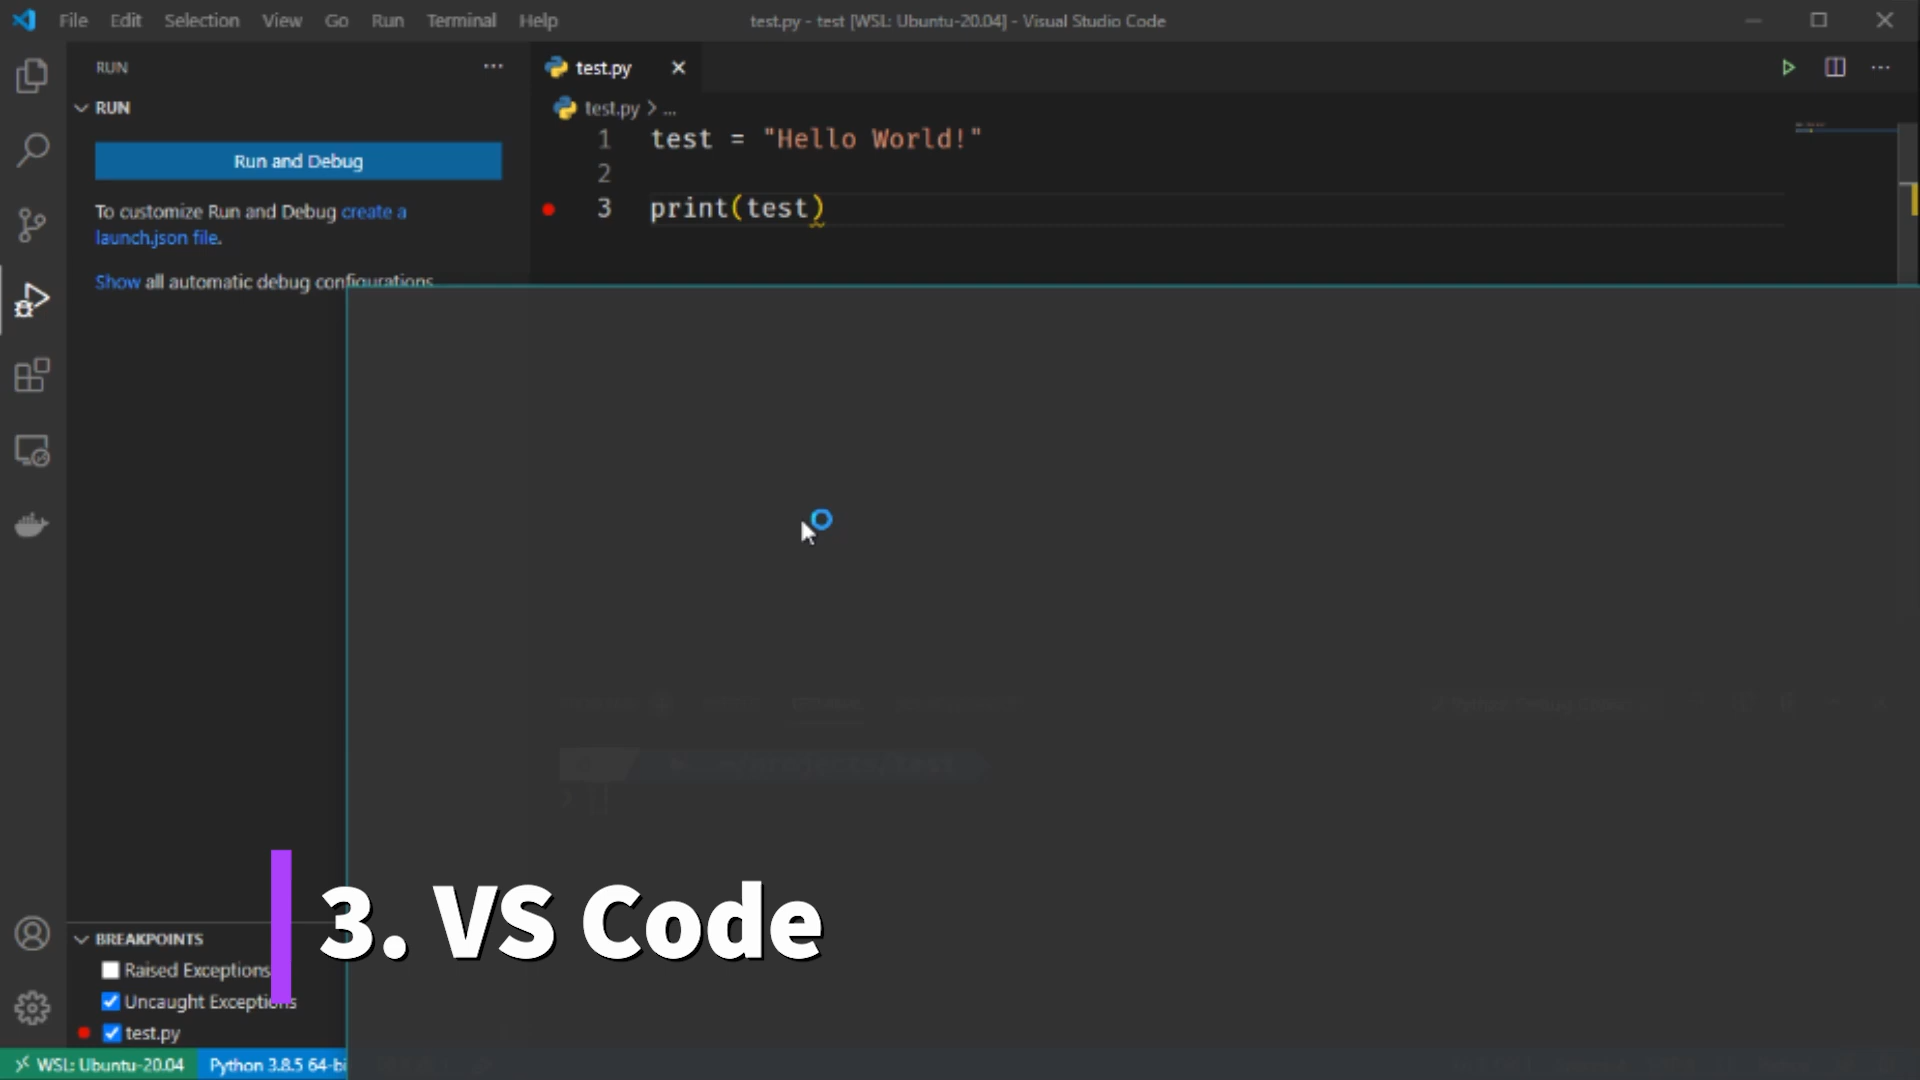 File Edit Selection View Go Run Terminal Help
test.py - test [WSL: Ubuntu-20.04] - Visual Studio Code
RUN
RUN
Run and Debug
To customize Run and Debug create a
launch.json file.
Show all automatic debug configurations
test.py
test.py > ...
1 test = "Hello World!"
2
3 print(test)
3. VS Code
BREAKPOINTS
Raised Exceptions
Uncaught Exceptions
test.py
WSL: Ubuntu-20.04 Python 3.8.5 64-bi